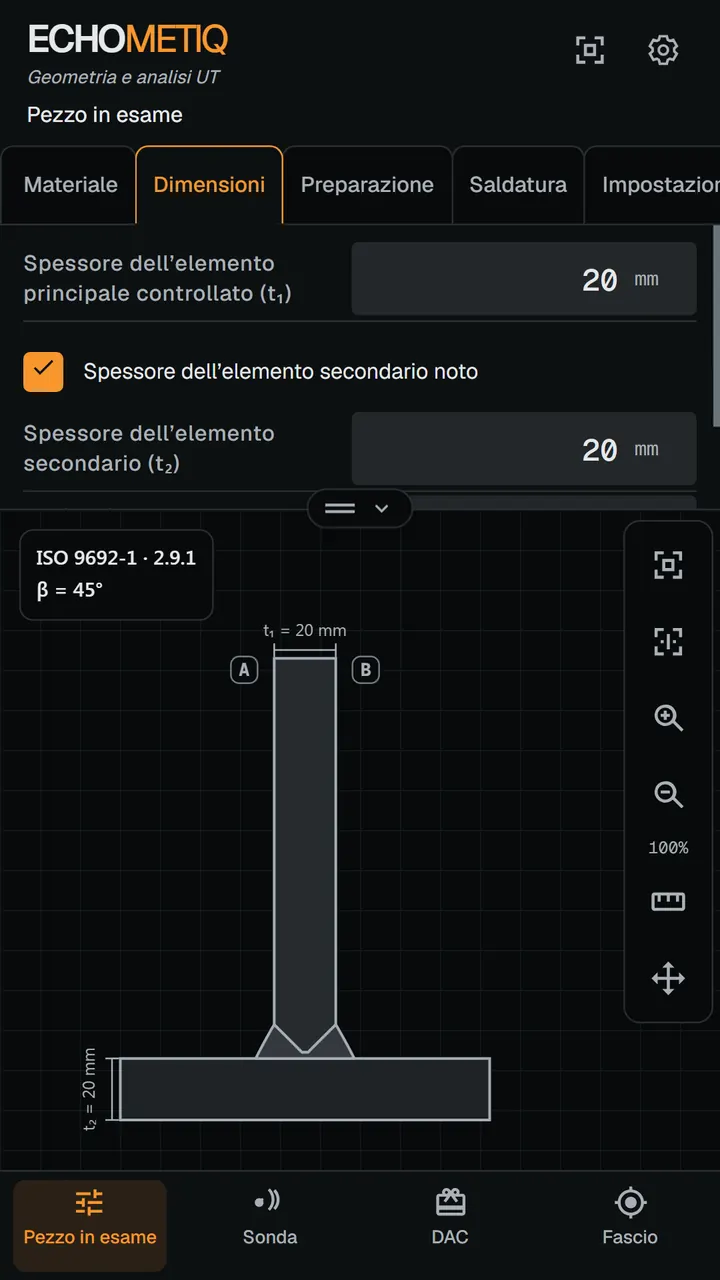 ECHOMETIQ
Geometria e analisi UT
Pezzo in esame
Materiale
Dimensioni
Preparazione
Saldatura
Impostazion
Spessore dell’elemento
principale controllato (t₁)
20 mm
Spessore dell’elemento secondario noto
Spessore dell’elemento
secondario (t₂)
20 mm
ISO 9692-1 · 2.9.1
β = 45°
t₁ = 20 mm
A
B
100%
t₂ = 20 mm
Pezzo in esame
Sonda
DAC
Fascio